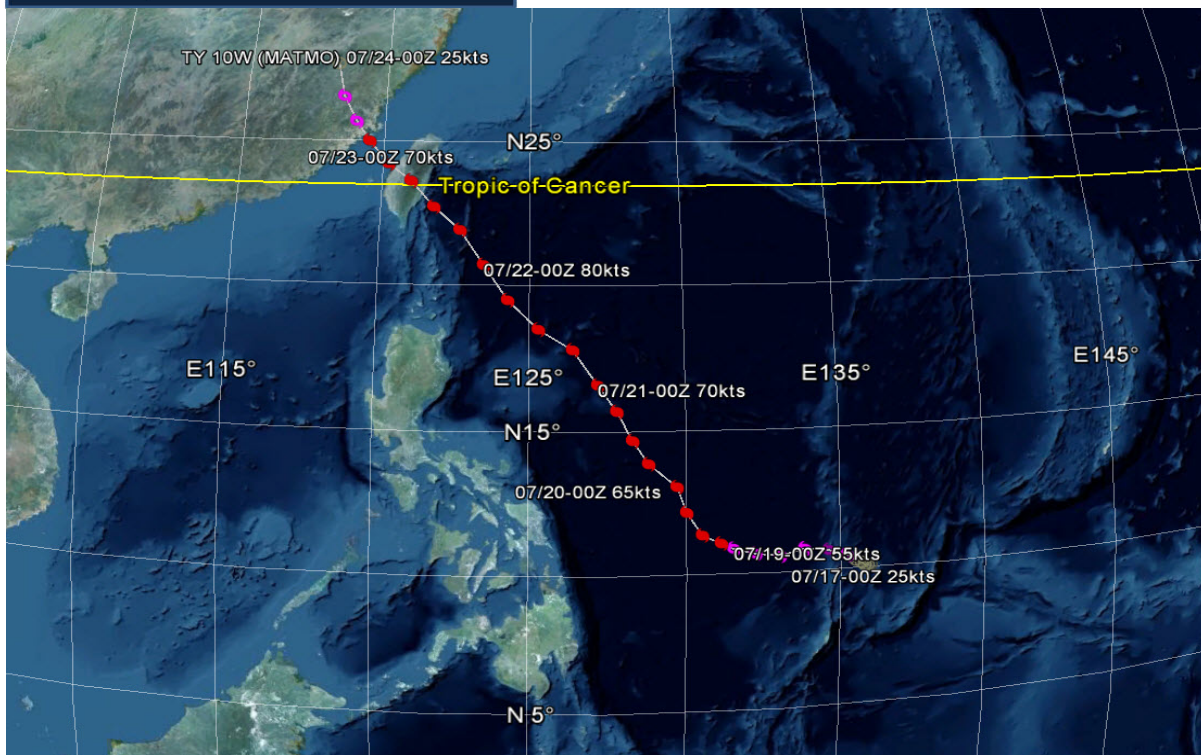 TY 10W (MATMO) 07/24-00Z 25kts
N25°
07/23-00Z 70kts
Tropic of Cancer
07/22-00Z 80kts
E115°
E125°
E135°
E145°
07/21-00Z 70kts
N15°
07/20-00Z 65kts
07/19-00Z 55kts
07/17-00Z 25kts
N 5°